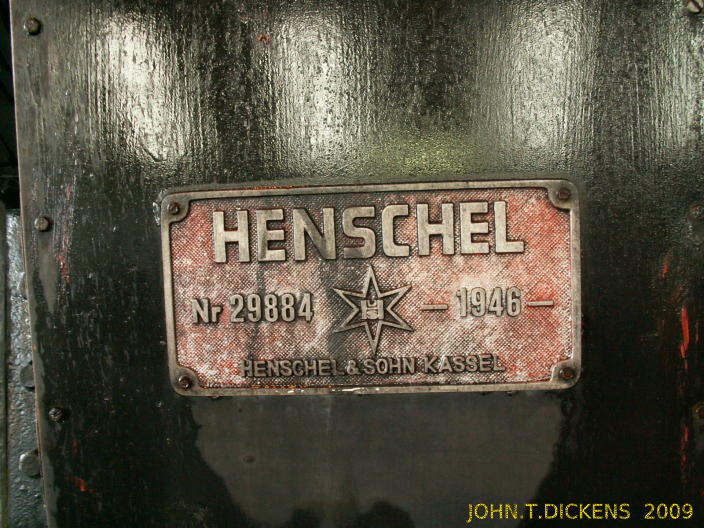 HENSCHEL
Nr 29884 — 1946 —
HENSCHEL & SOHN KASSEL
JOHN.T.DICKENS 2009